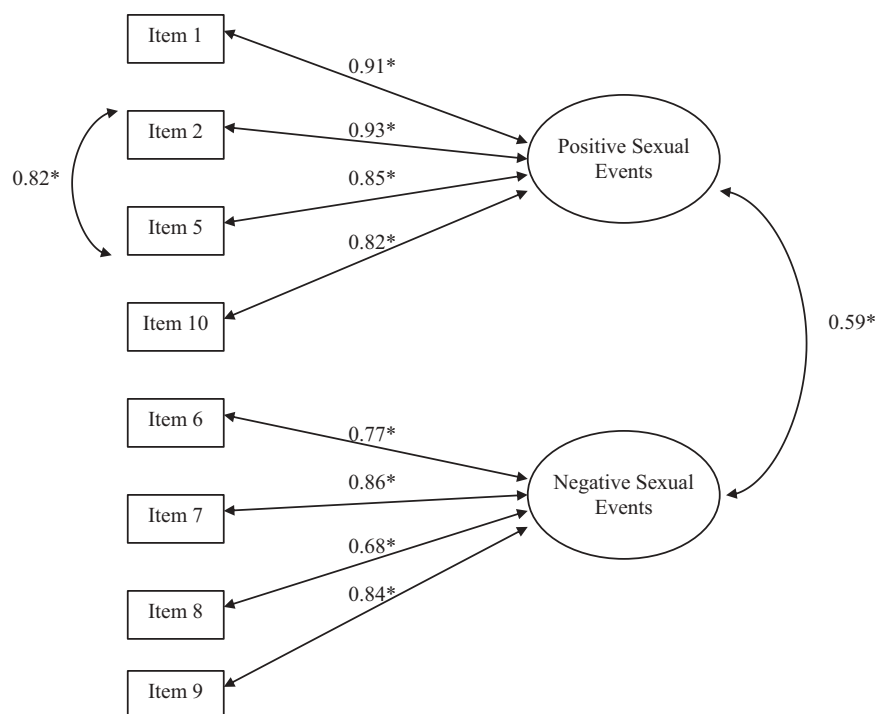 Item 1
0.91*
Item 2
0.93*
Positive Sexual
Events
0.82*
0.85*
Item 5
0.82*
Item 10
0.59*
Item 6
0.77*
0.86*
Negative Sexual
Events
Item 7
0.68*
0.84*
Item 8
Item 9